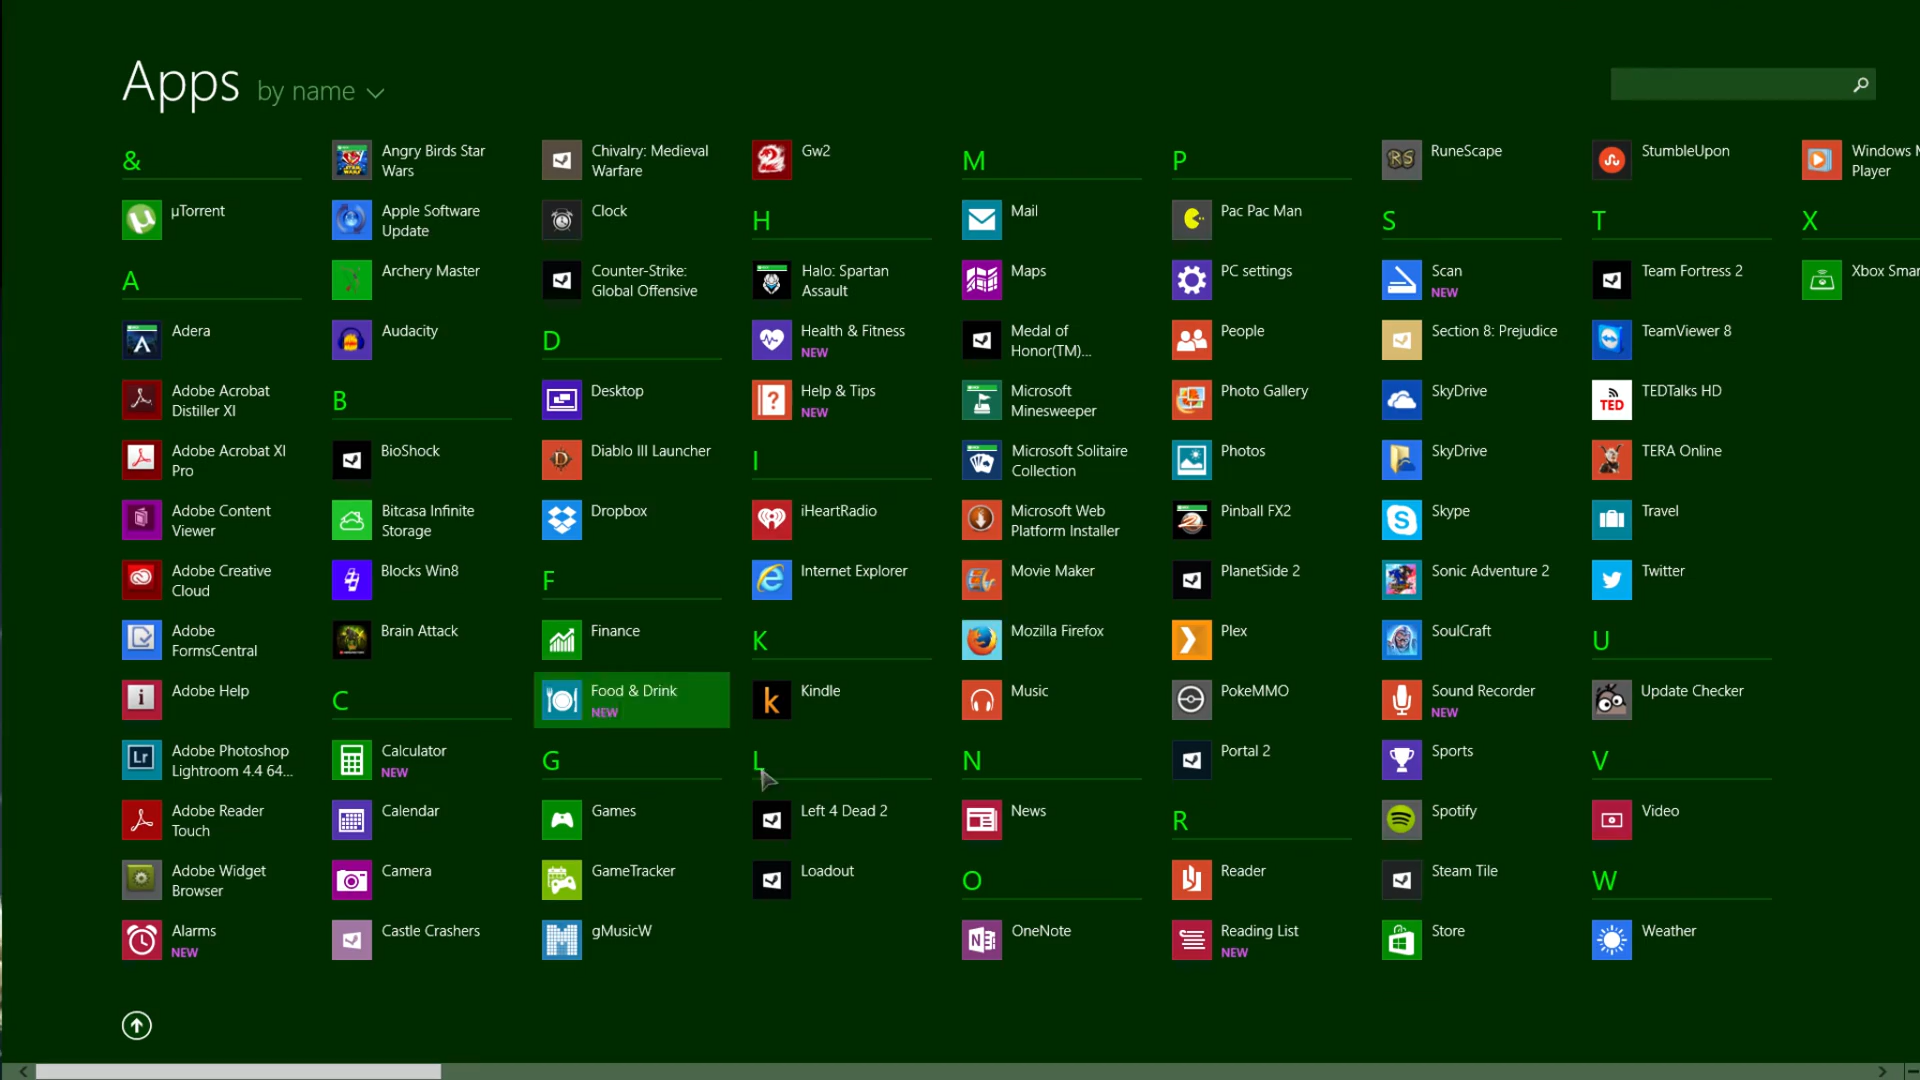 Apps by name
&
µTorrent
A
Adera
Adobe Acrobat
Distiller XI
Adobe Acrobat XI
Pro
Adobe Content
Viewer
Adobe Creative
Cloud
Adobe
FormsCentral
Adobe Help
Lr
Adobe Photoshop
Lightroom 4.4 64...
Adobe Reader
Touch
Adobe Widget
Browser
Alarms
NEW
Angry Birds Star
Wars
Apple Software
Update
Archery Master
Audacity
B
BioShock
Bitcasa Infinite
Storage
Blocks Win8
Brain Attack
C
Calculator
NEW
Calendar
Camera
Castle Crashers
Chivalry: Medieval
Warfare
Clock
Counter-Strike:
Global Offensive
D
Desktop
Diablo III Launcher
Dropbox
F
Finance
Food & Drink
NEW
G
Games
GameTracker
gMusicW
Gw2
H
Halo: Spartan
Assault
Health & Fitness
NEW
Help & Tips
NEW
I
iHeartRadio
Internet Explorer
K
k
Kindle
L
Left 4 Dead 2
Loadout
M
Mail
Maps
Medal of
Honor(TM)...
Microsoft
Minesweeper
Microsoft Solitaire
Collection
Microsoft Web
Platform Installer
Movie Maker
Mozilla Firefox
Music
N
News
O
N
OneNote
P
Pac Pac Man
PC settings
People
Photo Gallery
Photos
Pinball FX2
PlanetSide 2
Plex
PokeMMO
Portal 2
R
Reader
Reading List
NEW
RS
RuneScape
S
Scan
NEW
Section 8: Prejudice
SkyDrive
SkyDrive
S
Skype
Sonic Adventure 2
SoulCraft
Sound Recorder
NEW
Sports
Spotify
Steam Tile
Store
StumbleUpon
T
Team Fortress 2
TeamViewer 8
TED
TEDTalks HD
TERA Online
Travel
Twitter
U
Update Checker
V
Video
W
Weather
Windows M
Player
X
Xbox Smar